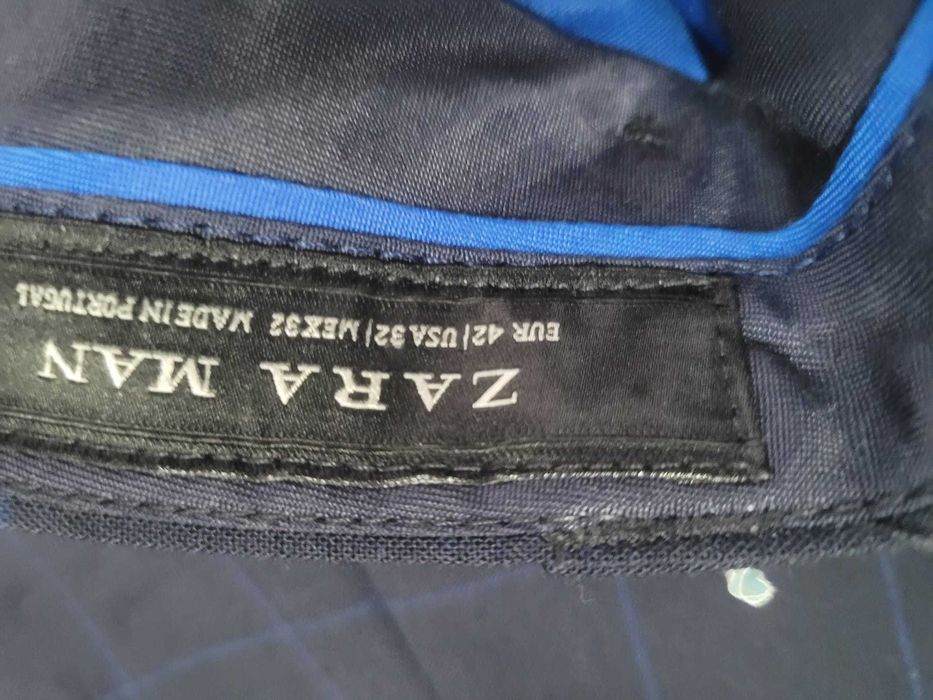 ZARA MAN
EUR 42 | USA 32 | MEX 32 MADE IN PORTUGAL